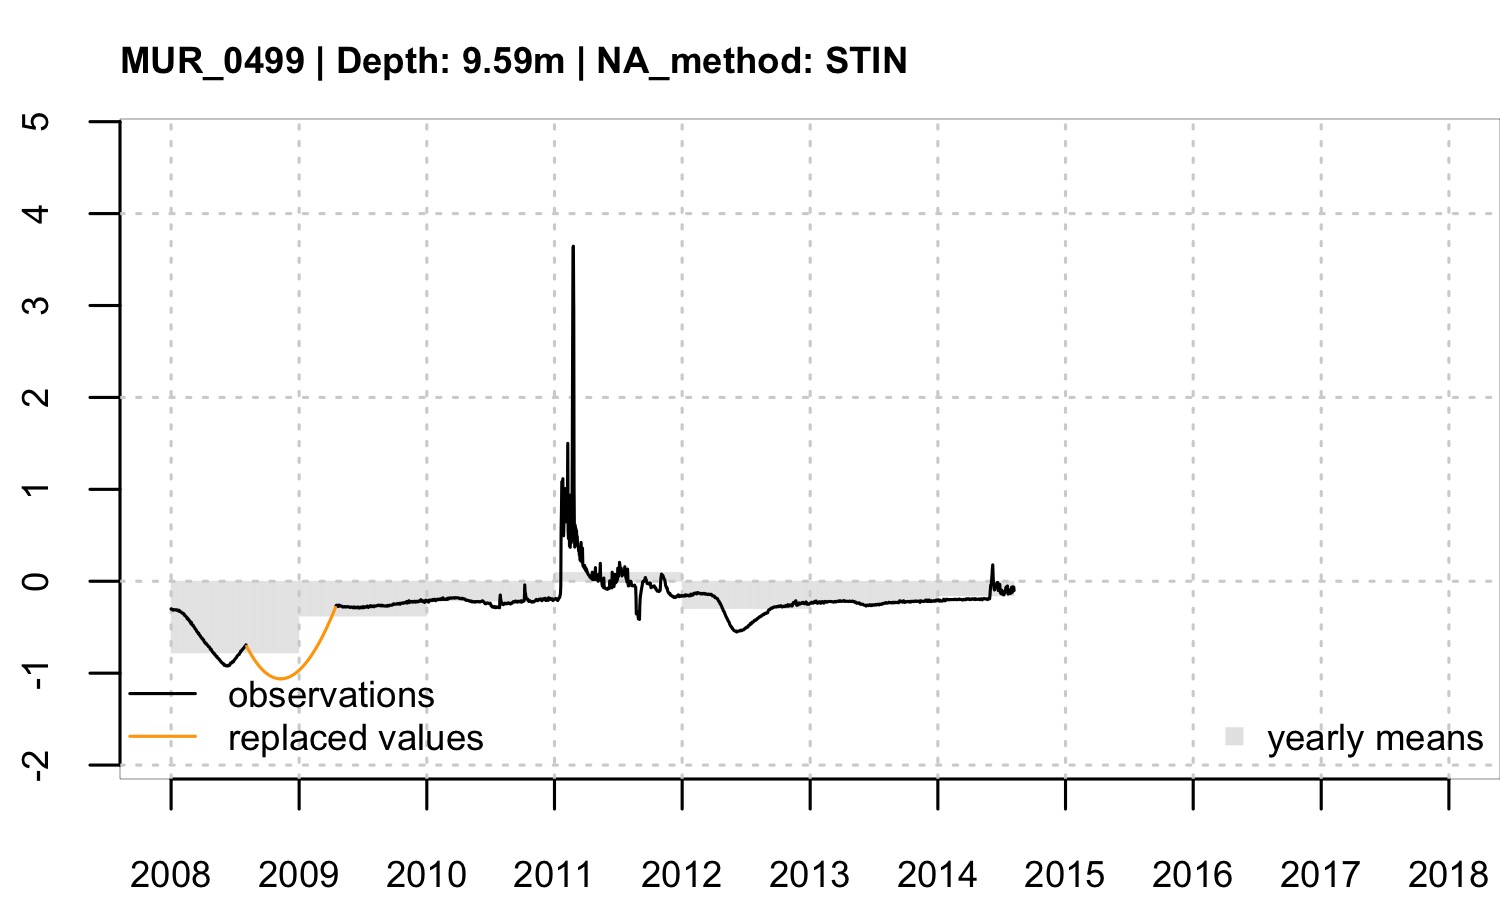 MUR_0499 | Depth: 9.59m | NA_method: STIN
5
4
3
2
1
0
-1
-2
observations
replaced values
yearly means
2008 2009 2010 2011 2012 2013 2014 2015 2016 2017 2018